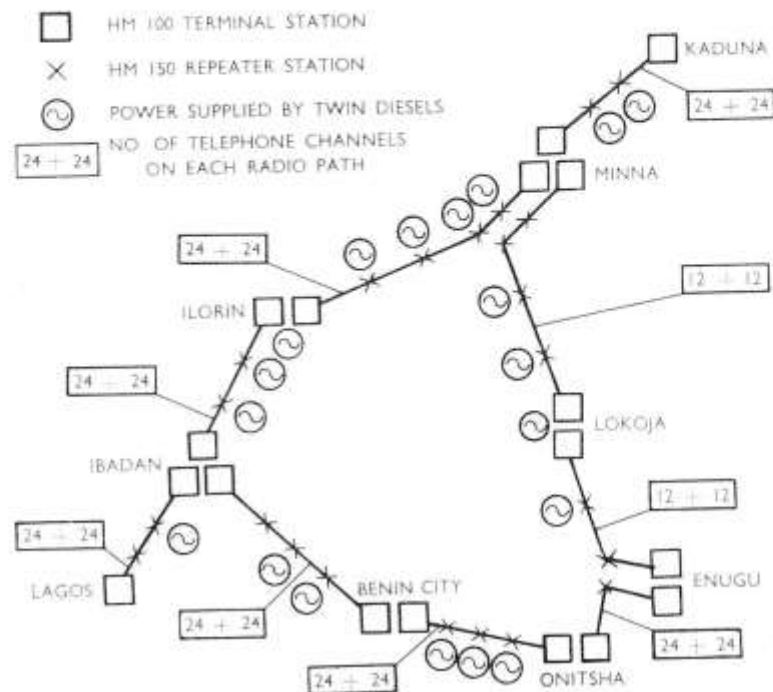 HM 100 TERMINAL STATION
HM 150 REPEATER STATION
POWER SUPPLIED BY TWIN DIESELS
24 + 24
NO OF TELEPHONE CHANNELS
ON EACH RADIO PATH
KADUNA
24 + 24
MINNA
24 + 24
12 + 12
ILORIN
24 + 24
LOKOJA
IBADAN
12 + 12
24 + 24
LAGOS
BENIN CITY
ENUGU
24 + 24
24 + 24
24 + 24
ONITSHA